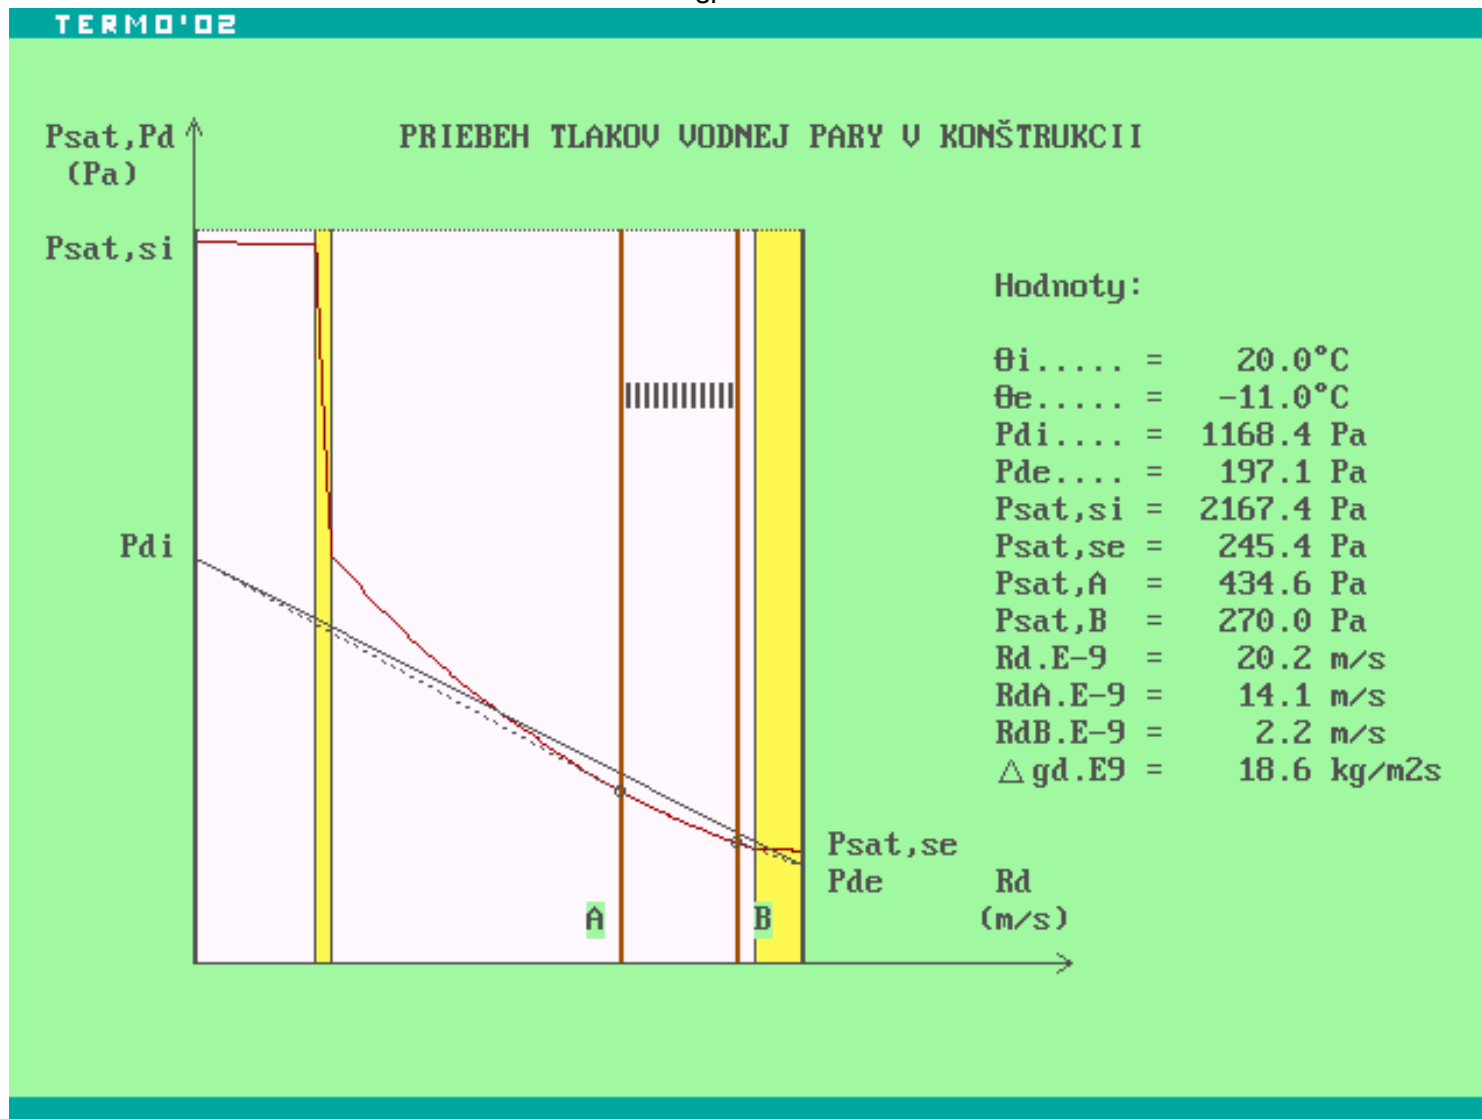 TERMO'02
PRIEBEH TLAKOV VODNEJ PARY V KONŠTRUKCII
Psat,Pd
(Pa)
Psat,si
Pdi
A
B
Psat,se
Pde
Rd
(m/s)
Hodnoty:
θi..... = 20.0°C
θe..... = -11.0°C
Pdi.... = 1168.4 Pa
Pde.... = 197.1 Pa
Psat,si = 2167.4 Pa
Psat,se = 245.4 Pa
Psat,A = 434.6 Pa
Psat,B = 270.0 Pa
Rd.E-9 = 20.2 m/s
RdA.E-9 = 14.1 m/s
RdB.E-9 = 2.2 m/s
△gd.E9 = 18.6 kg/m2s